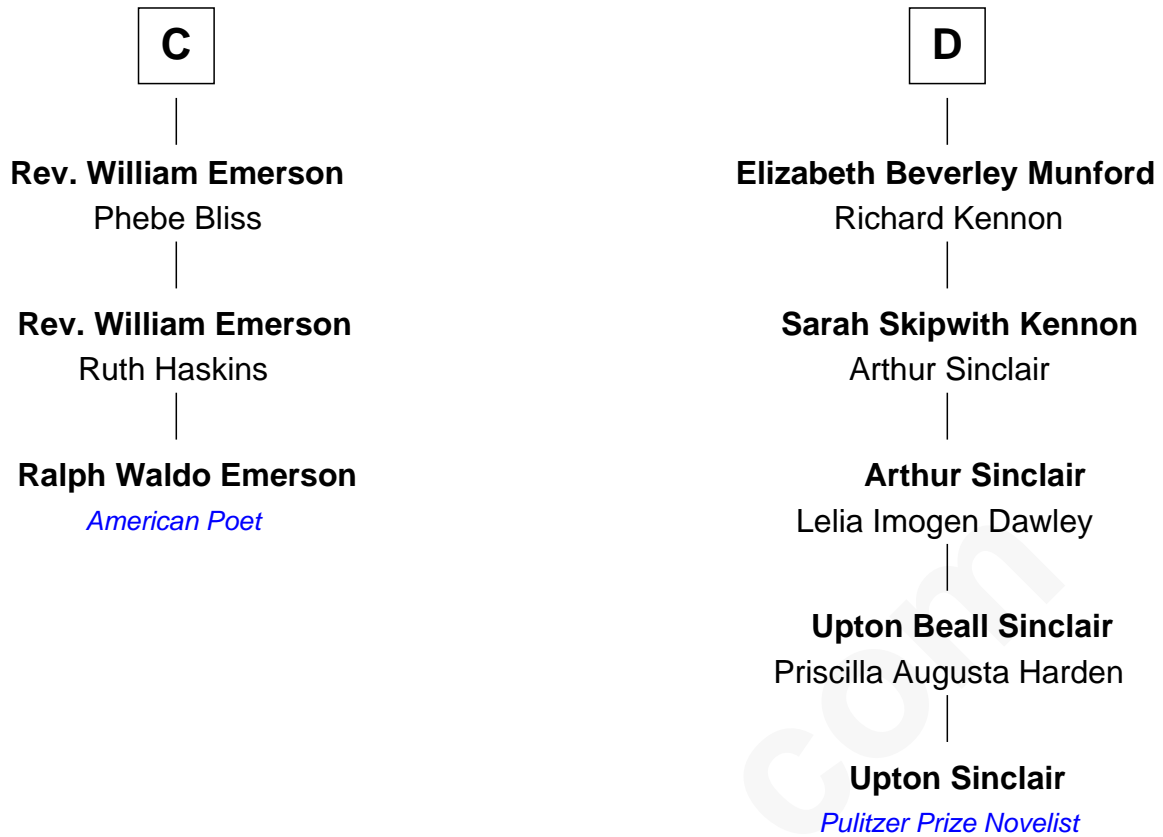 C
Rev. William Emerson
Phebe Bliss
Rev. William Emerson
Ruth Haskins
Ralph Waldo Emerson
American Poet
D
Elizabeth Beverley Munford
Richard Kennon
Sarah Skipwith Kennon
Arthur Sinclair
Arthur Sinclair
Lelia Imogen Dawley
Upton Beall Sinclair
Priscilla Augusta Harden
Upton Sinclair
Pulitzer Prize Novelist
com